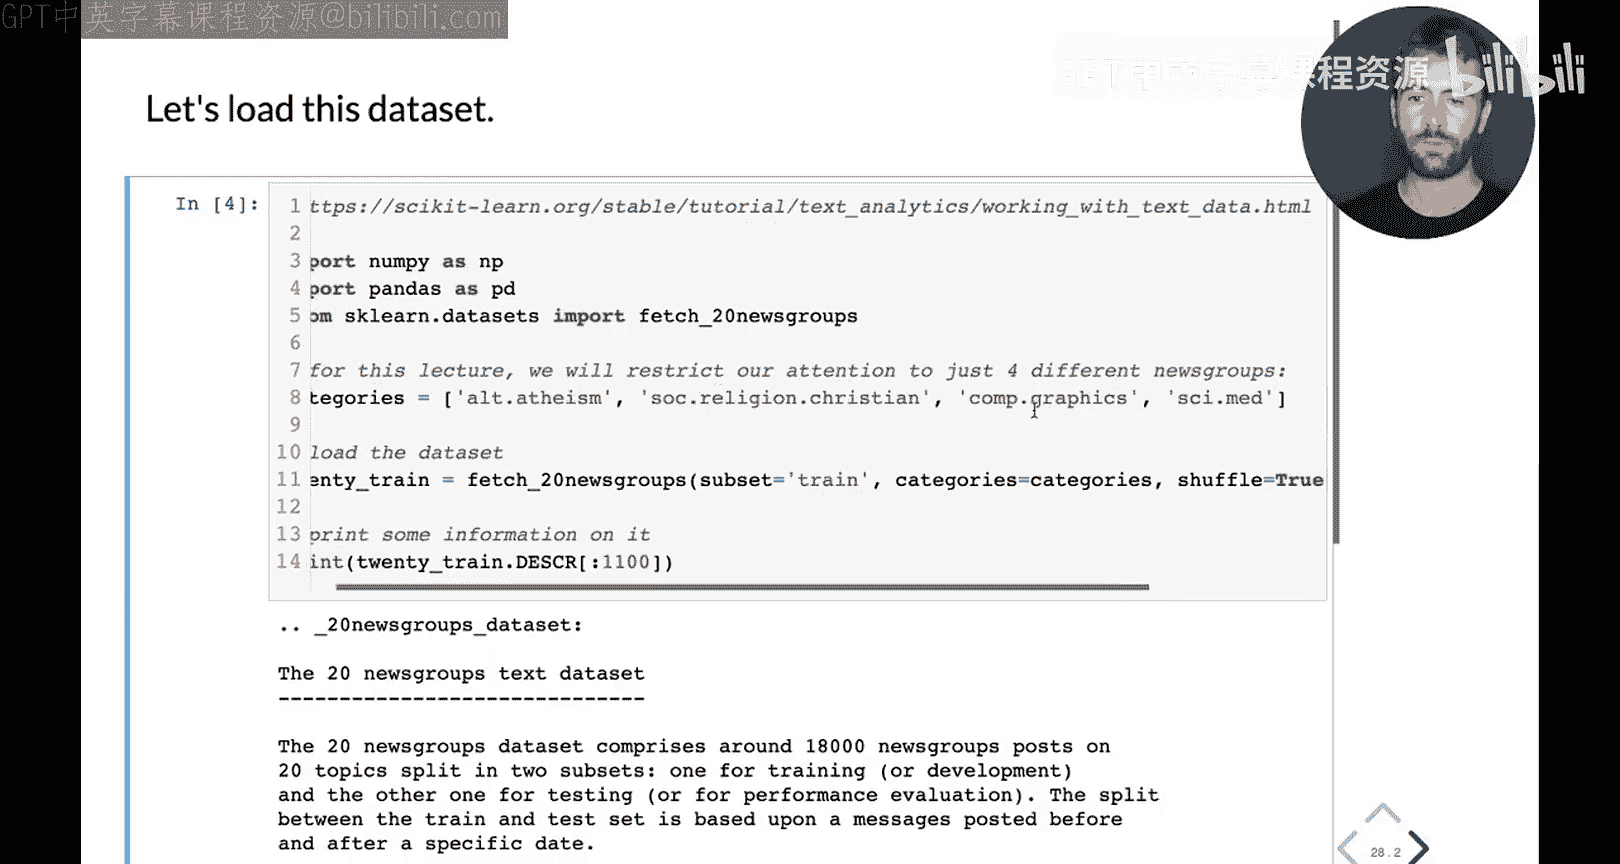 GPT中英字幕课程资源@bilibili.com
课程资源 bilibili
Let's load this dataset.
In [4]:
1 ttps://scikit-learn.org/stable/tutorial/text_analytics/working_with_text_data.html
2
3 port numpy as np
4 port pandas as pd
5 om sklearn.datasets import fetch_20newsgroups
6
7 for this lecture, we will restrict our attention to just 4 different newsgroups:
8 tegories = ['alt.atheism', 'soc.religion.christian', 'comp.graphics', 'sci.med']
9
10 load the dataset
11 enty_train = fetch_20newsgroups(subset='train', categories=categories, shuffle=True
12
13 print some information on it
14 int(twenty_train.DESCR[:1100])
.. _20newsgroups_dataset:
The 20 newsgroups text dataset
------------------------------
The 20 newsgroups dataset comprises around 18000 newsgroups posts on
20 topics split in two subsets: one for training (or development)
and the other one for testing (or for performance evaluation). The split
between the train and test set is based upon a messages posted before
and after a specific date.
28.2